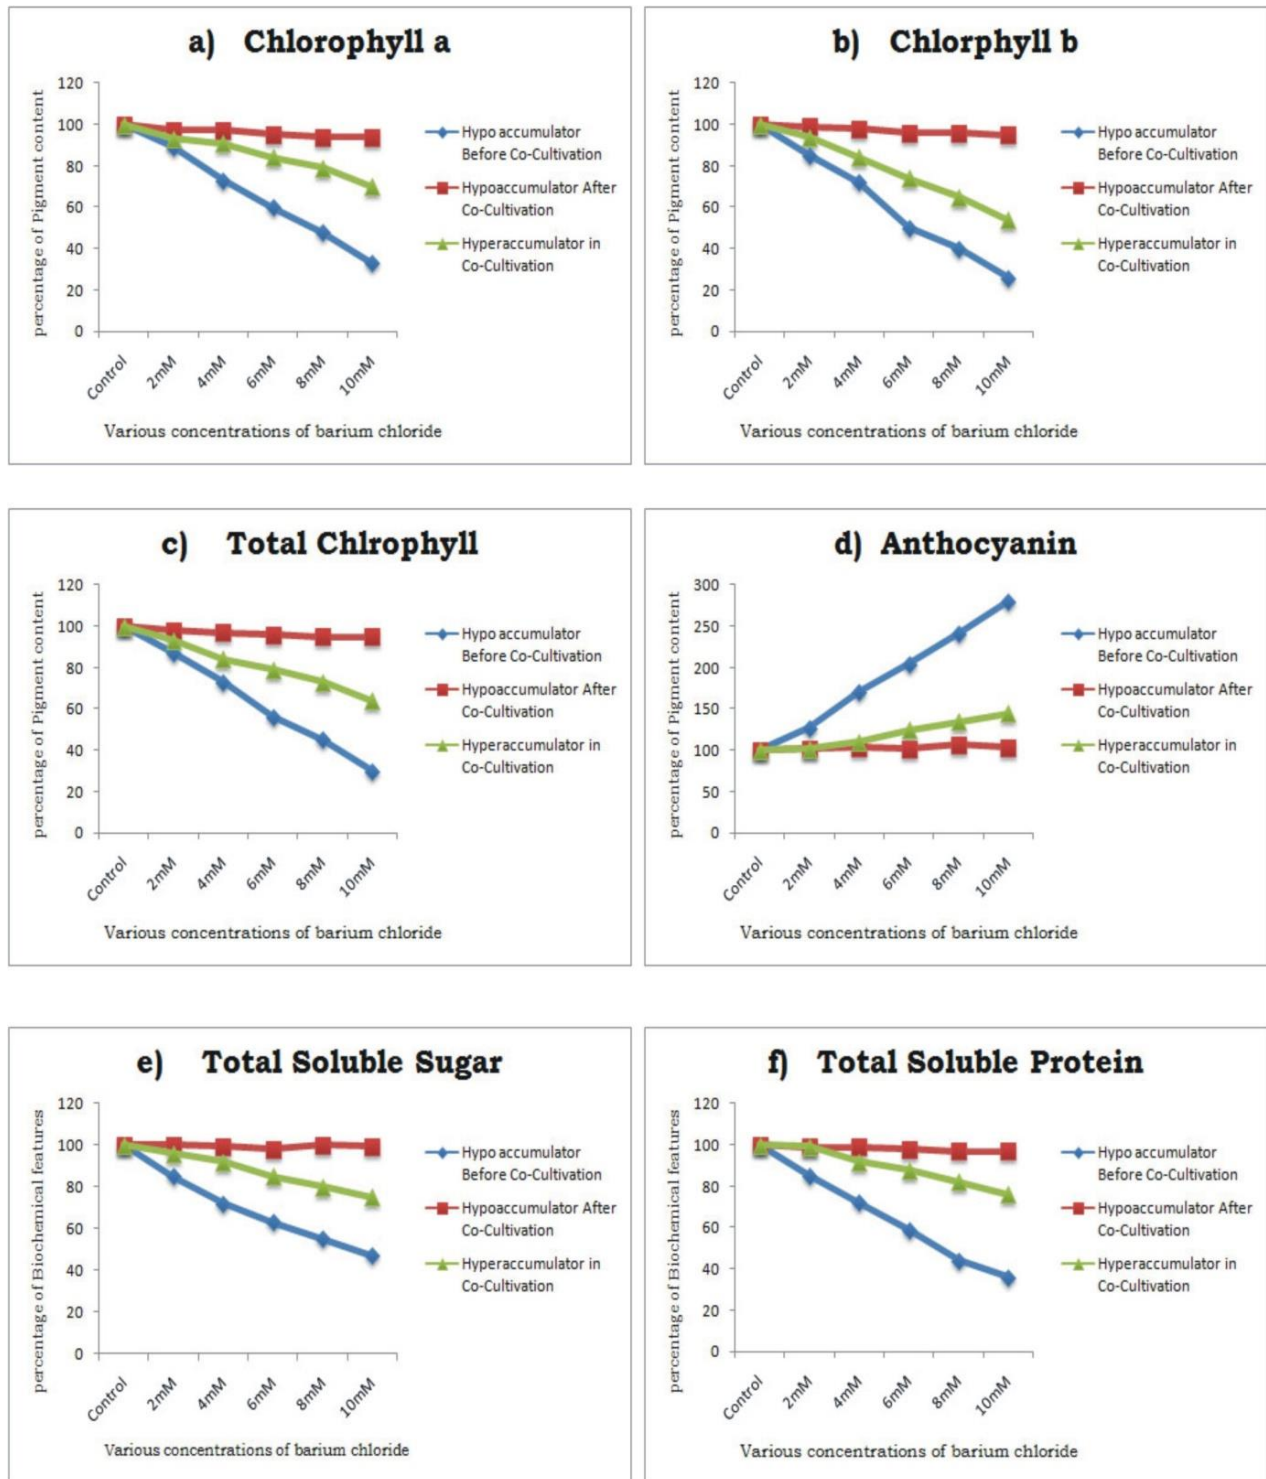 a) Chlorophyll a
percentage of Pigment content
120
100
80
60
40
20
0
Control
2mM
4mM
6mM
8mM
10mM
Various concentrations of barium chloride
Hypo accumulator
Before Co-Cultivation
Hypoaccumulator After
Co-Cultivation
Hyperaccumulator in
Co-Cultivation
b) Chlorphyll b
percentage of Pigment content
120
100
80
60
40
20
0
Control
2mM
4mM
6mM
8mM
10mM
Various concentrations of barium chloride
Hypo accumulator
Before Co-Cultivation
Hypoaccumulator After
Co-Cultivation
Hyperaccumulator in
Co-Cultivation
c) Total Chlrophyll
percentage of Pigment content
120
100
80
60
40
20
0
Control
2mM
4mM
6mM
8mM
10mM
Various concentrations of barium chloride
Hypo accumulator
Before Co-Cultivation
Hypoaccumulator After
Co-Cultivation
Hyperaccumulator in
Co-Cultivation
d) Anthocyanin
percentage of Pigment content
300
250
200
150
100
50
0
Control
2mM
4mM
6mM
8mM
10mM
Various concentrations of barium chloride
Hypo accumulator
Before Co-Cultivation
Hypoaccumulator After
Co-Cultivation
Hyperaccumulator in
Co-Cultivation
e) Total Soluble Sugar
percentage of Biochemical features
120
100
80
60
40
20
0
Control
2mM
4mM
6mM
8mM
10mM
Various concentrations of barium chloride
Hypo accumulator
Before Co-Cultivation
Hypoaccumulator After
Co-Cultivation
Hyperaccumulator in
Co-Cultivation
f) Total Soluble Protein
percentage of Biochemical features
120
100
80
60
40
20
0
Control
2mM
4mM
6mM
8mM
10mM
Various concentrations of barium chloride
Hypo accumulator
Before Co-Cultivation
Hypoaccumulator After
Co-Cultivation
Hyperaccumulator in
Co-Cultivation